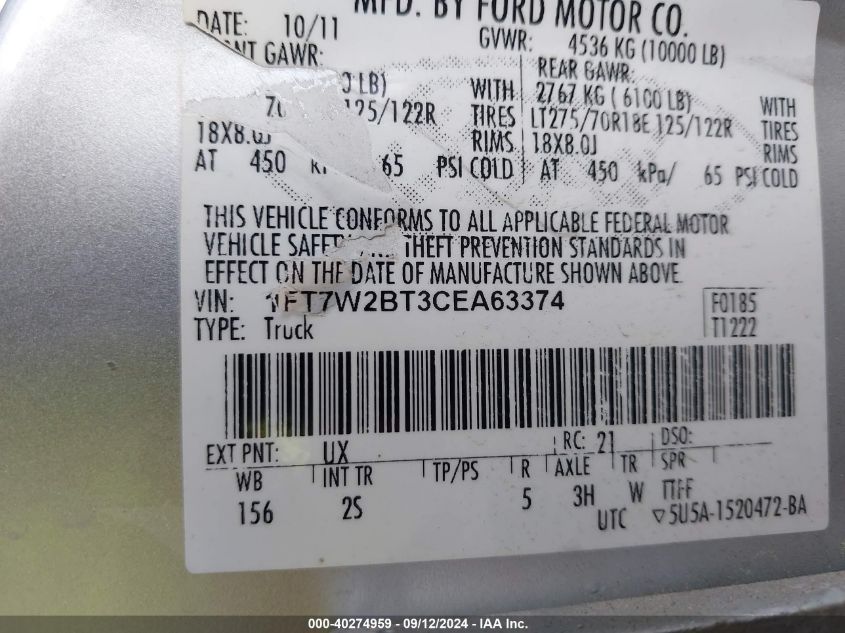 MFD. BY FORD MOTOR CO.
DATE: 10/11 GVWR: 4536 KG (10000 LB)
GAWR: REAR GAWR:
LB) WITH 2767 KG ( 6100 LB) WITH
125/122R TIRES LT275/70R18E 125/122R TIRES
18X8.0J RIMS 18X8.0J RIMS
AT 450 65 PSI COLD AT 450 kPa/ 65 PSI COLD
THIS VEHICLE CONFORMS TO ALL APPLICABLE FEDERAL MOTOR
VEHICLE THEFT PREVENTION STANDARDS IN
EFFECT ON THE DATE OF MANUFACTURE SHOWN ABOVE.
VIN: 1FT7W2BT3CEA63374 F0185
TYPE: Truck T1222
EXT PNT: UX RC: 21 DSO:
WB INT TR TP/PS R AXLE TR SPR
156 2S 5 3H W
UTC ▽5U5A-1520472-BA
000-40274959 - 09/12/2024 - IAA Inc.